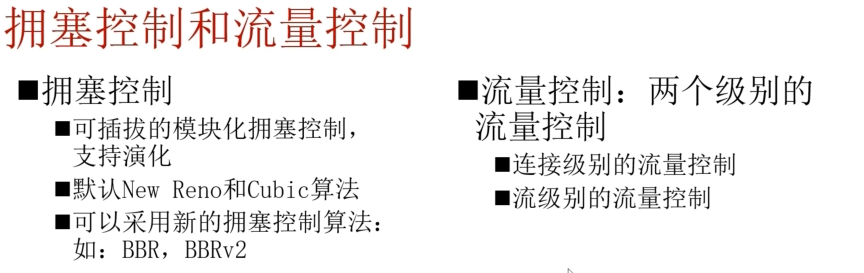 拥塞控制和流量控制
■拥塞控制
■可插拔的模块化拥塞控制，
支持演化
■默认New Reno和Cubic算法
■可以采用新的拥塞控制算法：
如：BBR，BBRv2
■流量控制：两个级别的
流量控制
■连接级别的流量控制
■流级别的流量控制